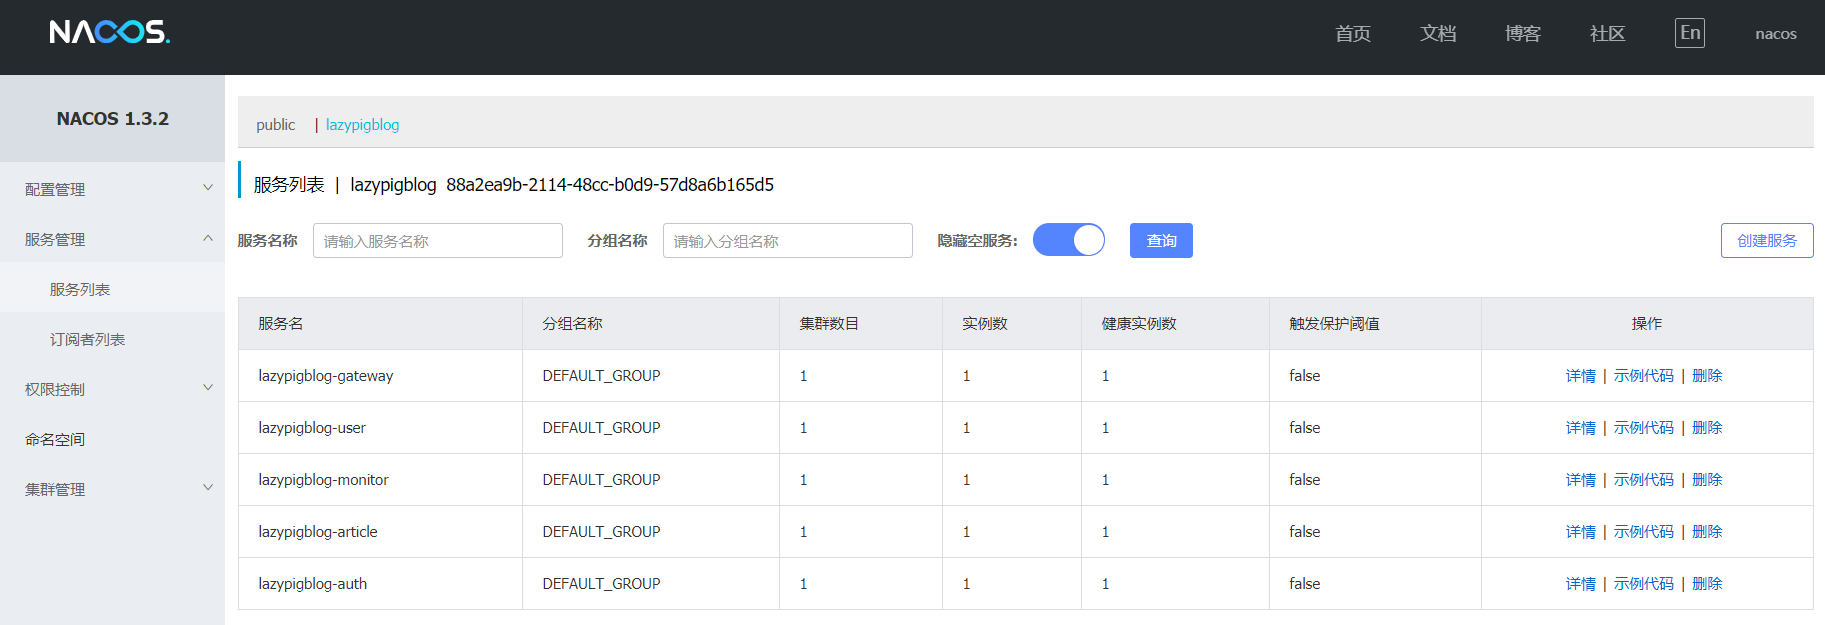 NACOS. 首页 文档 博客 社区 En nacos
NACOS 1.3.2
配置管理
服务管理
服务列表
订阅者列表
权限控制
命名空间
集群管理
public | lazypigblog
服务列表 | lazypigblog 88a2ea9b-2114-48cc-b0d9-57d8a6b165d5
服务名称 请输入服务名称 分组名称 请输入分组名称 隐藏空服务: 查询 创建服务
服务名 分组名称 集群数目 实例数 健康实例数 触发保护阈值 操作
lazypigblog-gateway DEFAULT_GROUP 1 1 1 false 详情 | 示例代码 | 删除
lazypigblog-user DEFAULT_GROUP 1 1 1 false 详情 | 示例代码 | 删除
lazypigblog-monitor DEFAULT_GROUP 1 1 1 false 详情 | 示例代码 | 删除
lazypigblog-article DEFAULT_GROUP 1 1 1 false 详情 | 示例代码 | 删除
lazypigblog-auth DEFAULT_GROUP 1 1 1 false 详情 | 示例代码 | 删除